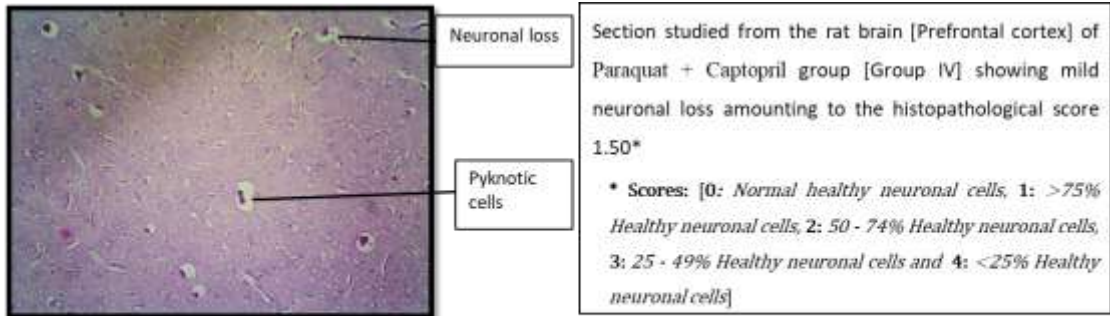 Neuronal loss
Pyknotic
cells
Section studied from the rat brain [Prefrontal cortex] of
Paraquat + Captopril group [Group IV] showing mild
neuronal loss amounting to the histopathological score
1.50*
* Scores: [0: Normal healthy neuronal cells, 1: >75%
Healthy neuronal cells, 2: 50 - 74% Healthy neuronal cells,
3: 25 - 49% Healthy neuronal cells and 4: <25% Healthy
neuronal cells]